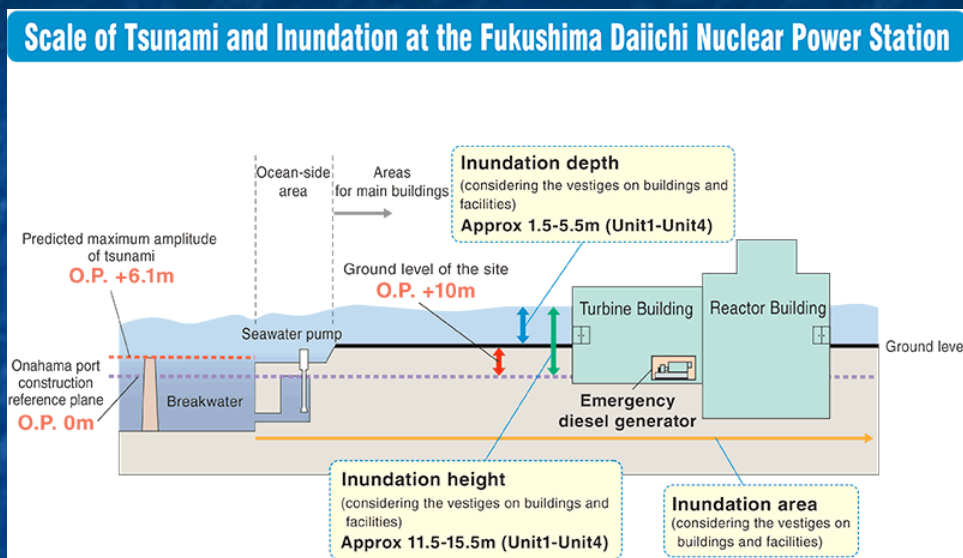 Scale of Tsunami and Inundation at the Fukushima Daiichi Nuclear Power Station
Ocean-side
area
Areas
for main buildings
Inundation depth
(considering the vestiges on buildings and
facilities)
Approx 1.5-5.5m (Unit1-Unit4)
Predicted maximum amplitude
of tsunami
O.P. +6.1m
Ground level of the site
O.P. +10m
Turbine Building
Reactor Building
Seawater pump
Ground level
Onahama port
construction
reference plane
O.P. 0m
Breakwater
Emergency
diesel generator
Inundation height
(considering the vestiges on buildings and
facilities)
Approx 11.5-15.5m (Unit1-Unit4)
Inundation area
(considering the vestiges on
buildings and facilities)